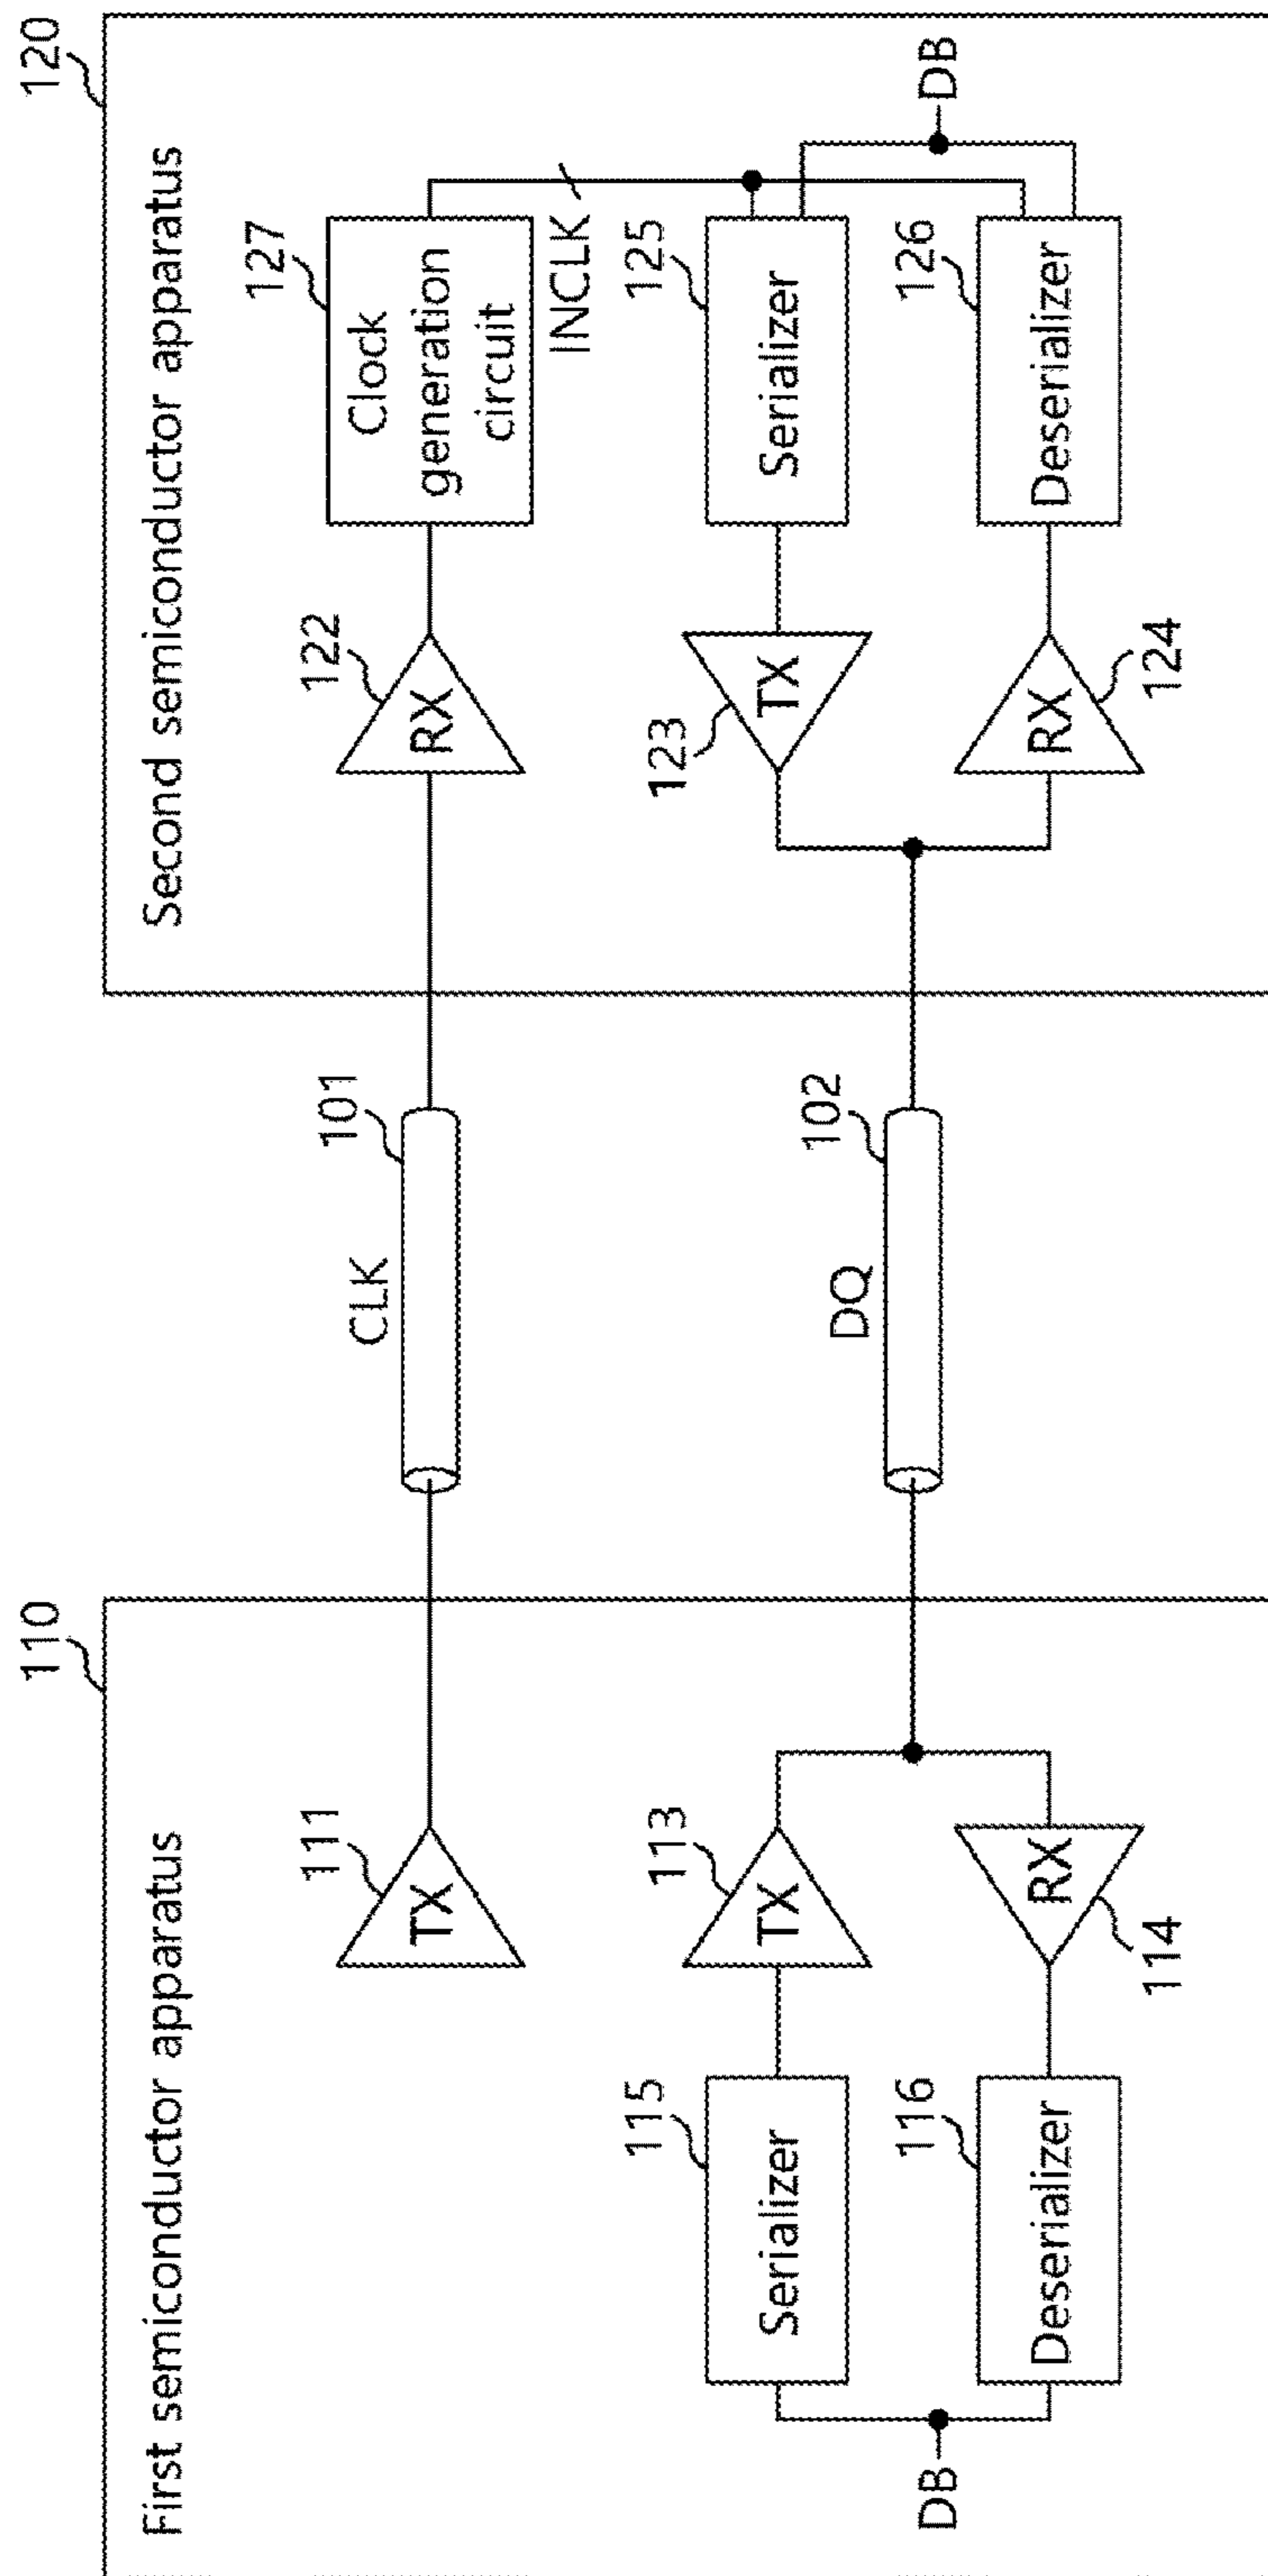 110
120
First semiconductor apparatus
Second semiconductor apparatus
111
TX
CLK
101
122
RX
127
Clock
generation
circuit
INCLK
115
Serializer
113
TX
123
TX
125
Serializer
DQ
102
DB
DB
116
Deserializer
RX
114
RX
124
126
Deserializer